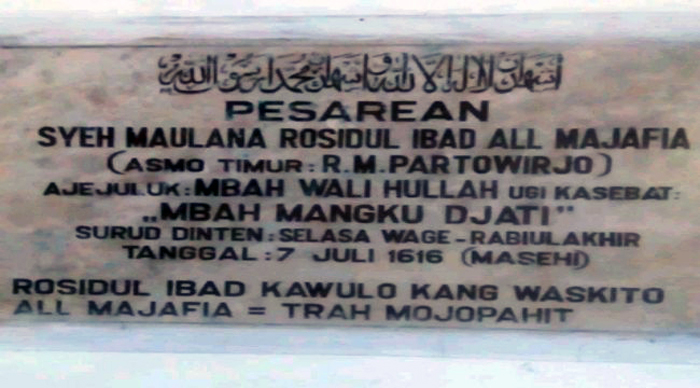 أشهد أن لا إله إلا الله وأشهد أن محمدا رسول الله
PESAREAN
SYEH MAULANA ROSIDUL IBAD ALL MAJAFIA
(ASMO TIMUR: R.M.PARTOWIRJO)
AJEJULUK: MBAH WALI HULLAH UGI KASEBAT:
„MBAH MANGKU DJATI"
SURUD DINTEN: SELASA WAGE - RABIULAKHIR
TANGGAL: 7 JULI 1616 (MASEHI)
ROSIDUL IBAD KAWULO KANG WASKITO
ALL MAJAFIA = TRAH MOJOPAHIT